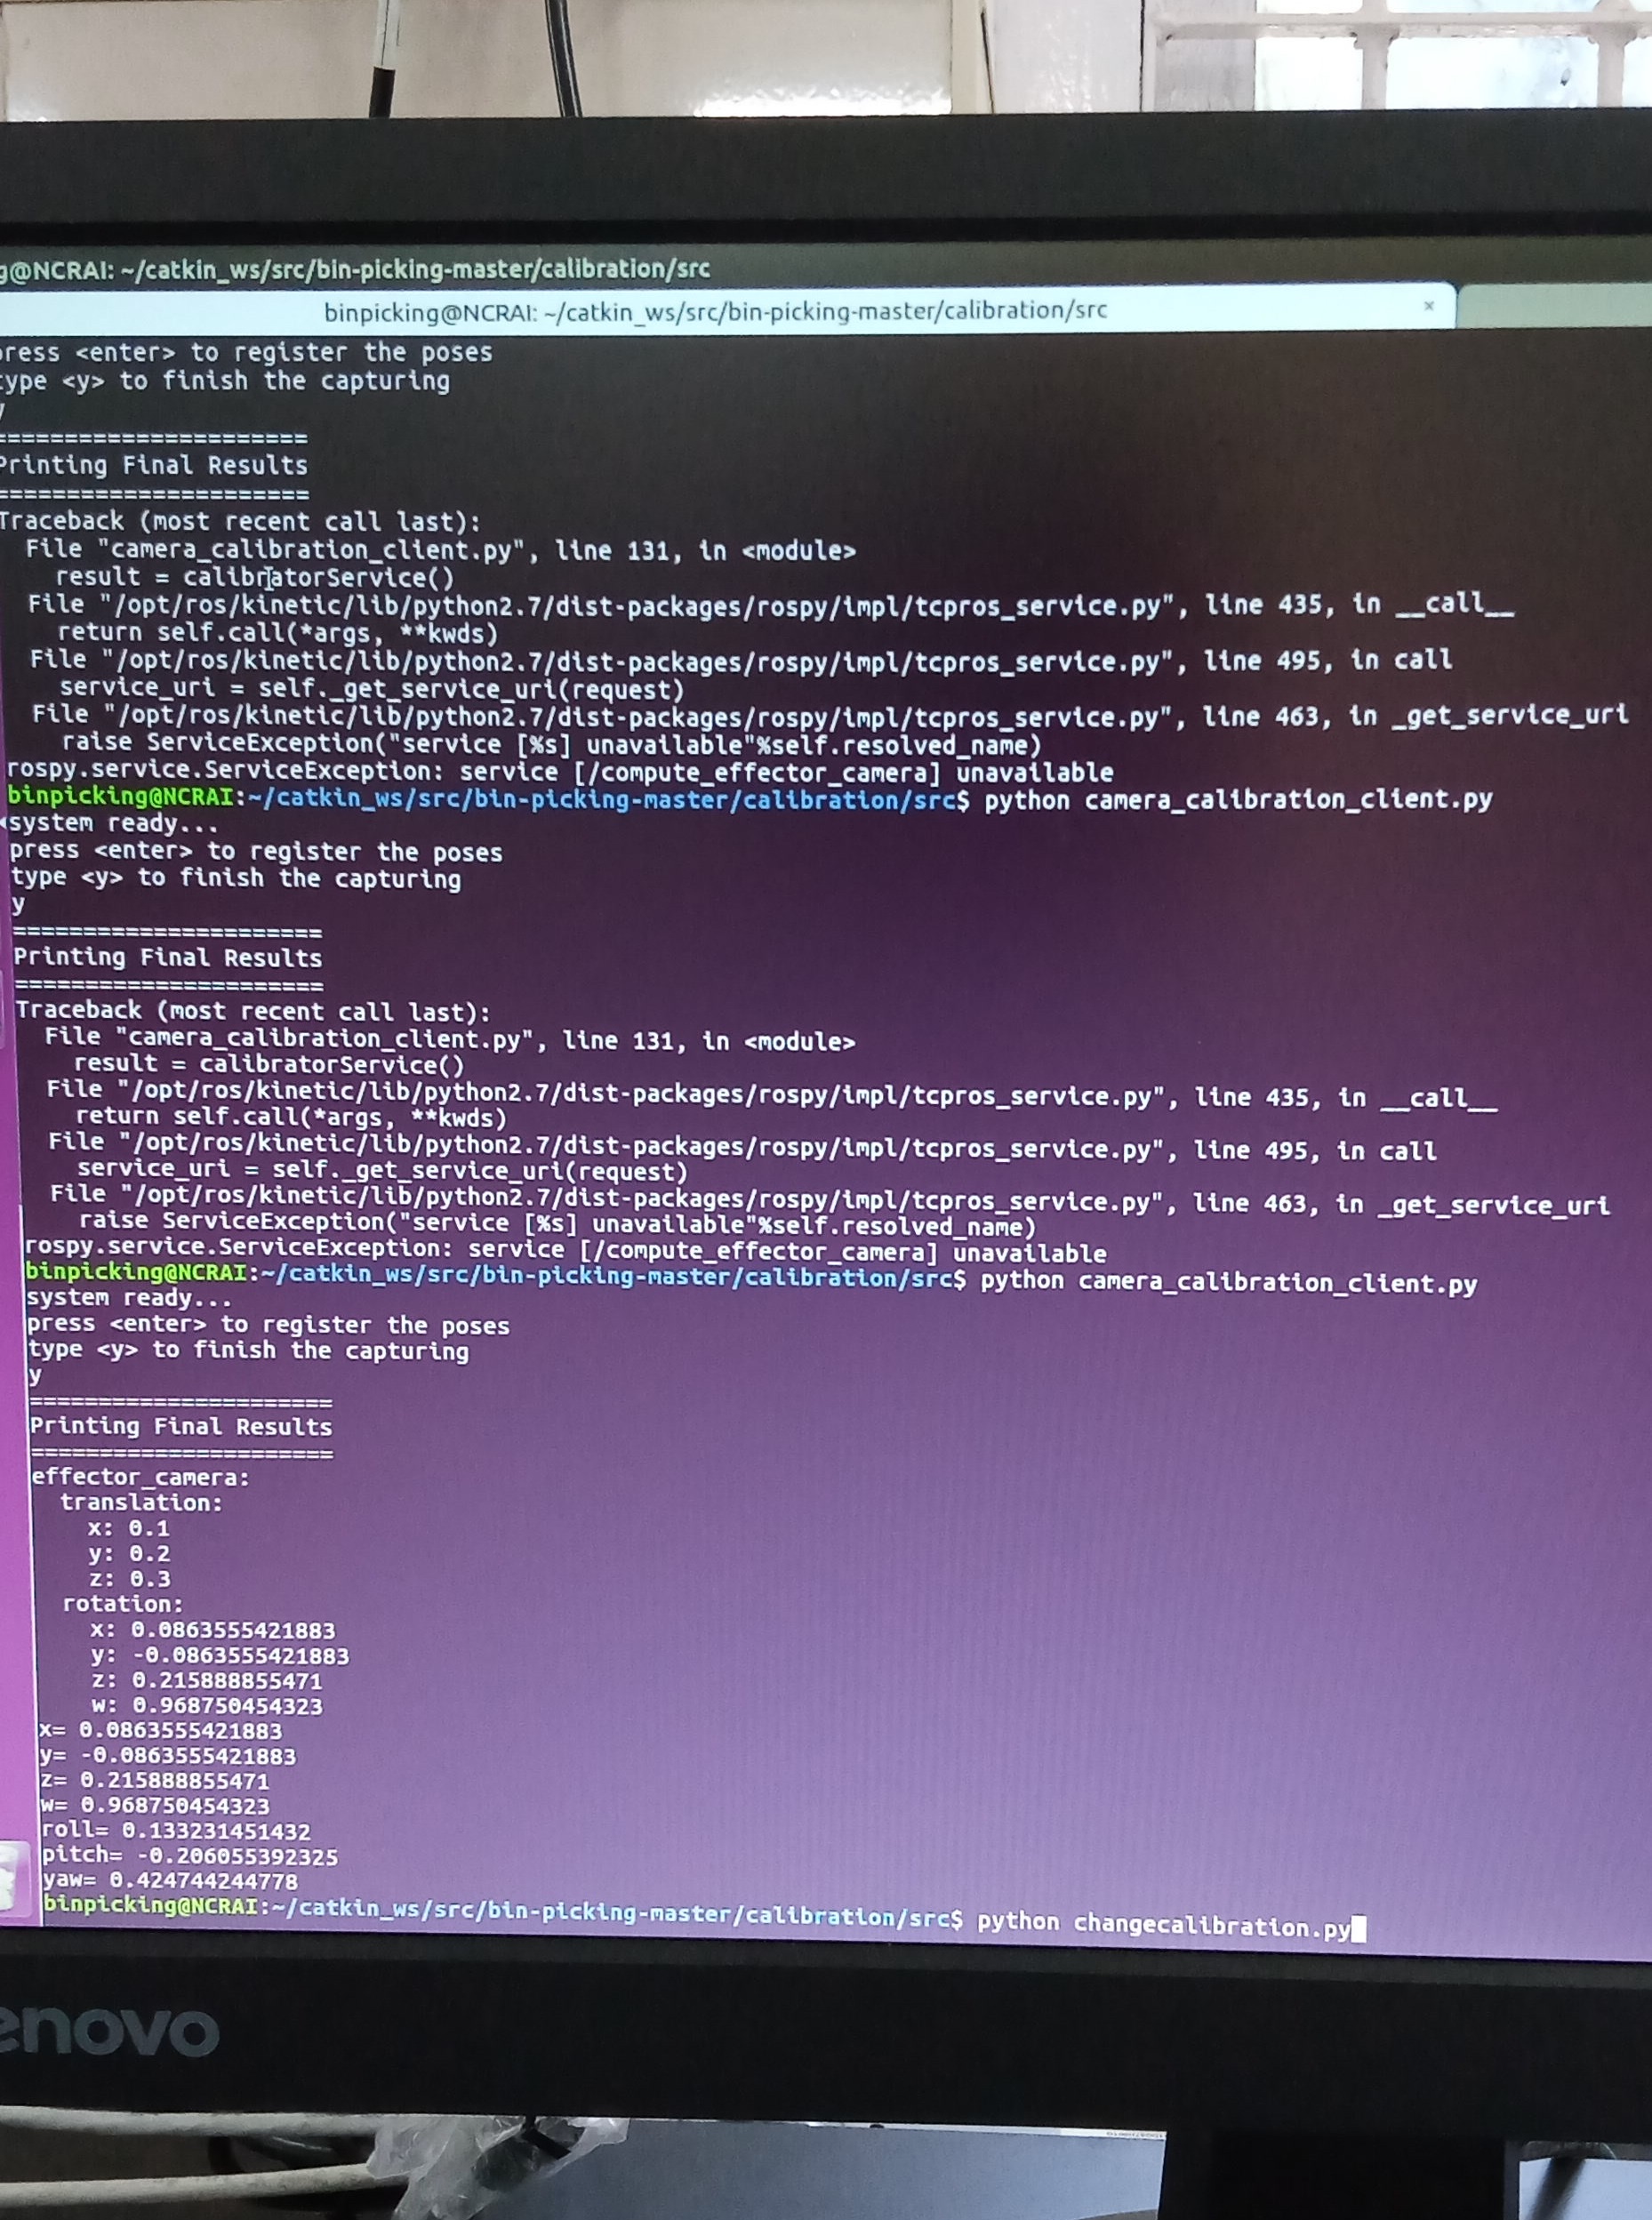 g@NCRAI: ~/catkin_ws/src/bin-picking-master/calibration/src
binpicking@NCRAI: ~/catkin_ws/src/bin-picking-master/calibration/src ×
press <enter> to register the poses
type <y> to finish the capturing
y
======================
Printing Final Results
======================
Traceback (most recent call last):
  File "camera_calibration_client.py", line 131, in <module>
    result = calibratorService()
  File "/opt/ros/kinetic/lib/python2.7/dist-packages/rospy/impl/tcpros_service.py", line 435, in __call__
    return self.call(*args, **kwds)
  File "/opt/ros/kinetic/lib/python2.7/dist-packages/rospy/impl/tcpros_service.py", line 495, in call
    service_uri = self._get_service_uri(request)
  File "/opt/ros/kinetic/lib/python2.7/dist-packages/rospy/impl/tcpros_service.py", line 463, in _get_service_uri
    raise ServiceException("service [%s] unavailable"%self.resolved_name)
rospy.service.ServiceException: service [/compute_effector_camera] unavailable
binpicking@NCRAI:~/catkin_ws/src/bin-picking-master/calibration/src$ python camera_calibration_client.py
system ready...
press <enter> to register the poses
type <y> to finish the capturing
y
======================
Printing Final Results
======================
Traceback (most recent call last):
  File "camera_calibration_client.py", line 131, in <module>
    result = calibratorService()
  File "/opt/ros/kinetic/lib/python2.7/dist-packages/rospy/impl/tcpros_service.py", line 435, in __call__
    return self.call(*args, **kwds)
  File "/opt/ros/kinetic/lib/python2.7/dist-packages/rospy/impl/tcpros_service.py", line 495, in call
    service_uri = self._get_service_uri(request)
  File "/opt/ros/kinetic/lib/python2.7/dist-packages/rospy/impl/tcpros_service.py", line 463, in _get_service_uri
    raise ServiceException("service [%s] unavailable"%self.resolved_name)
rospy.service.ServiceException: service [/compute_effector_camera] unavailable
binpicking@NCRAI:~/catkin_ws/src/bin-picking-master/calibration/src$ python camera_calibration_client.py
system ready...
press <enter> to register the poses
type <y> to finish the capturing
y
======================
Printing Final Results
======================
effector_camera:
  translation:
    x: 0.1
    y: 0.2
    z: 0.3
  rotation:
    x: 0.0863555421883
    y: -0.0863555421883
    z: 0.215888855471
    w: 0.968750454323
x= 0.0863555421883
y= -0.0863555421883
z= 0.215888855471
w= 0.968750454323
roll= 0.133231451432
pitch= -0.206055392325
yaw= 0.424744244778
binpicking@NCRAI:~/catkin_ws/src/bin-picking-master/calibration/src$ python changecalibration.py
enovo